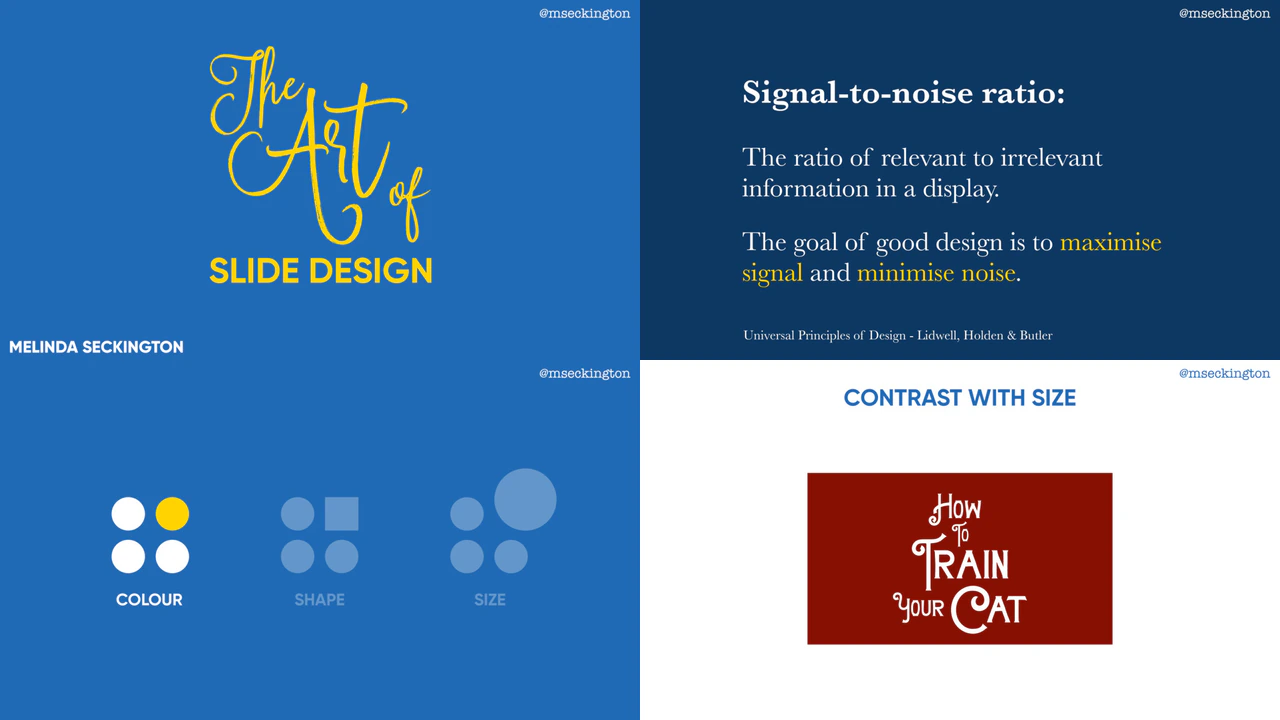 @mseckington
The
Art
of
SLIDE DESIGN
MELINDA SECKINGTON
@mseckington
Signal-to-noise ratio:
The ratio of relevant to irrelevant
information in a display.
The goal of good design is to maximise
signal and minimise noise.
Universal Principles of Design - Lidwell, Holden & Butler
@mseckington
COLOUR
SHAPE
SIZE
@mseckington
CONTRAST WITH SIZE
How
To
Train
Your Cat